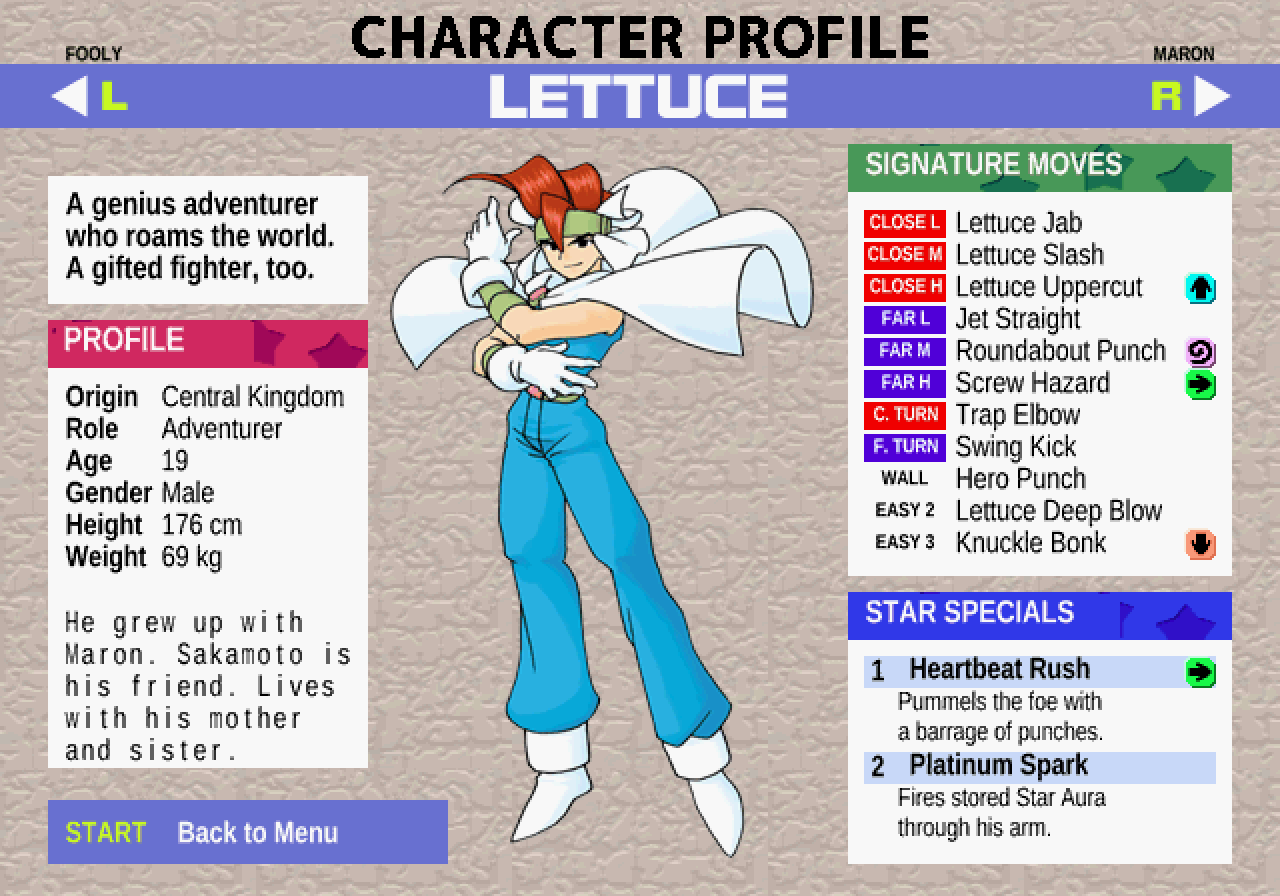 CHARACTER PROFILE
FOOLY
MARON
L
LETTUCE
R
A genius adventurer
who roams the world.
A gifted fighter, too.
PROFILE
Origin Central Kingdom
Role Adventurer
Age 19
Gender Male
Height 176 cm
Weight 69 kg
He grew up with
Maron. Sakamoto is
his friend. Lives
with his mother
and sister.
START Back to Menu
SIGNATURE MOVES
CLOSE L Lettuce Jab
CLOSE M Lettuce Slash
CLOSE H Lettuce Uppercut
FAR L Jet Straight
FAR M Roundabout Punch
FAR H Screw Hazard
C. TURN Trap Elbow
F. TURN Swing Kick
WALL Hero Punch
EASY 2 Lettuce Deep Blow
EASY 3 Knuckle Bonk
STAR SPECIALS
1 Heartbeat Rush
Pummels the foe with
a barrage of punches.
2 Platinum Spark
Fires stored Star Aura
through his arm.